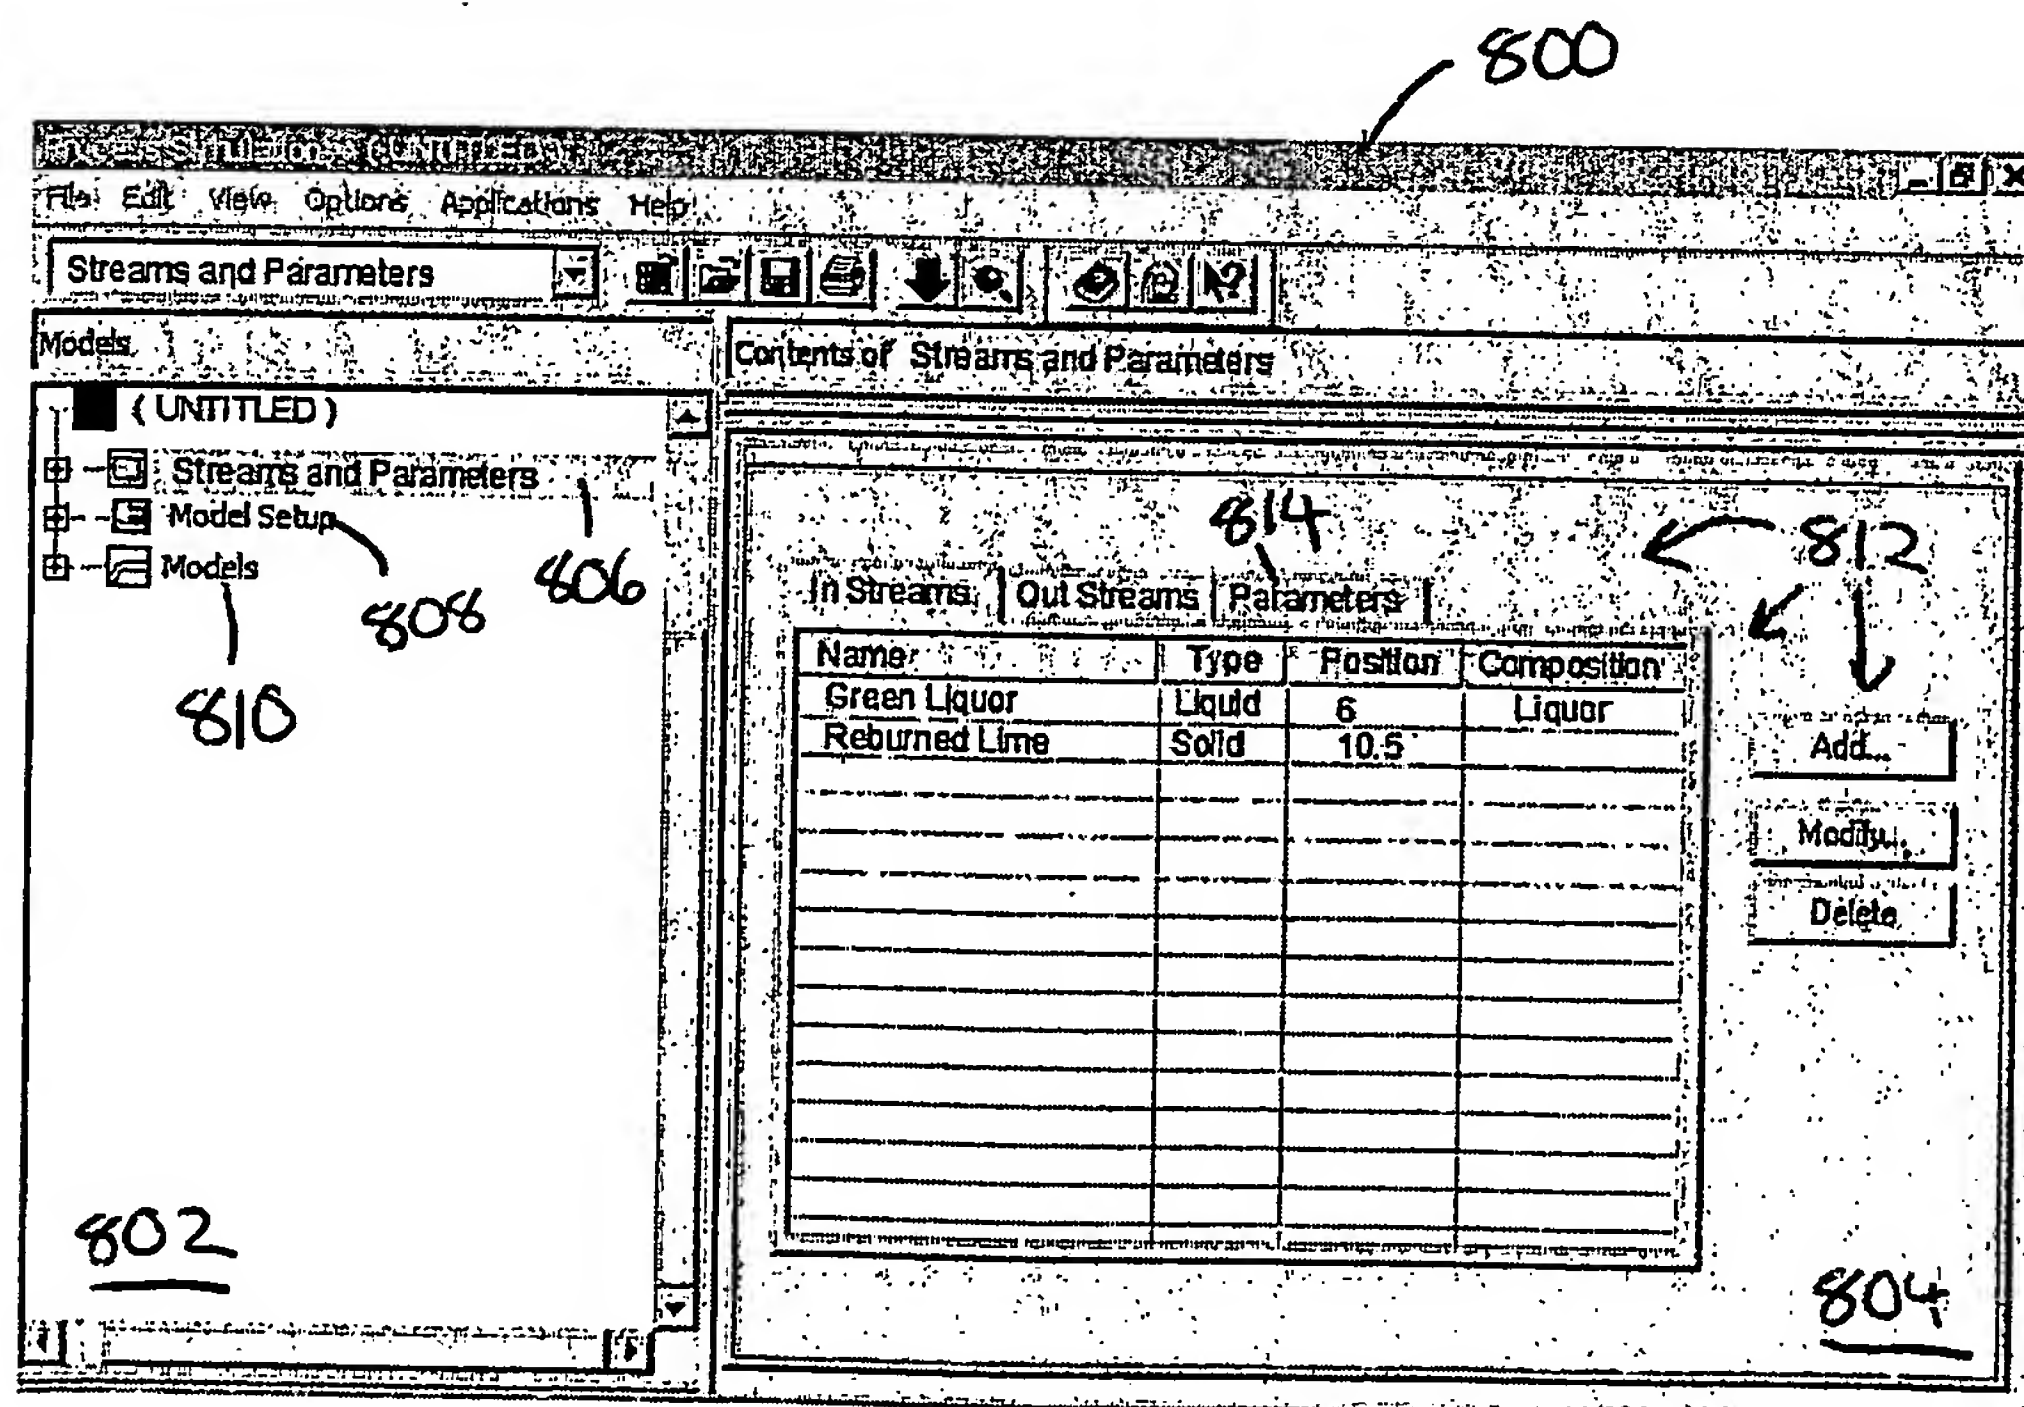 800
(UNTITLED)
File Edit View Options Applications Help
Streams and Parameters
Models
Contents of Streams and Parameters
(UNTITLED)
Streams and Parameters
Model Setup
Models
806
808
810
814
812
In Streams Out Streams Parameters
Name Type Position Composition
Green Liquor Liquid 6 Liquor
Reburned Lime Solid 10.5
Add...
Modify...
Delete
802
804